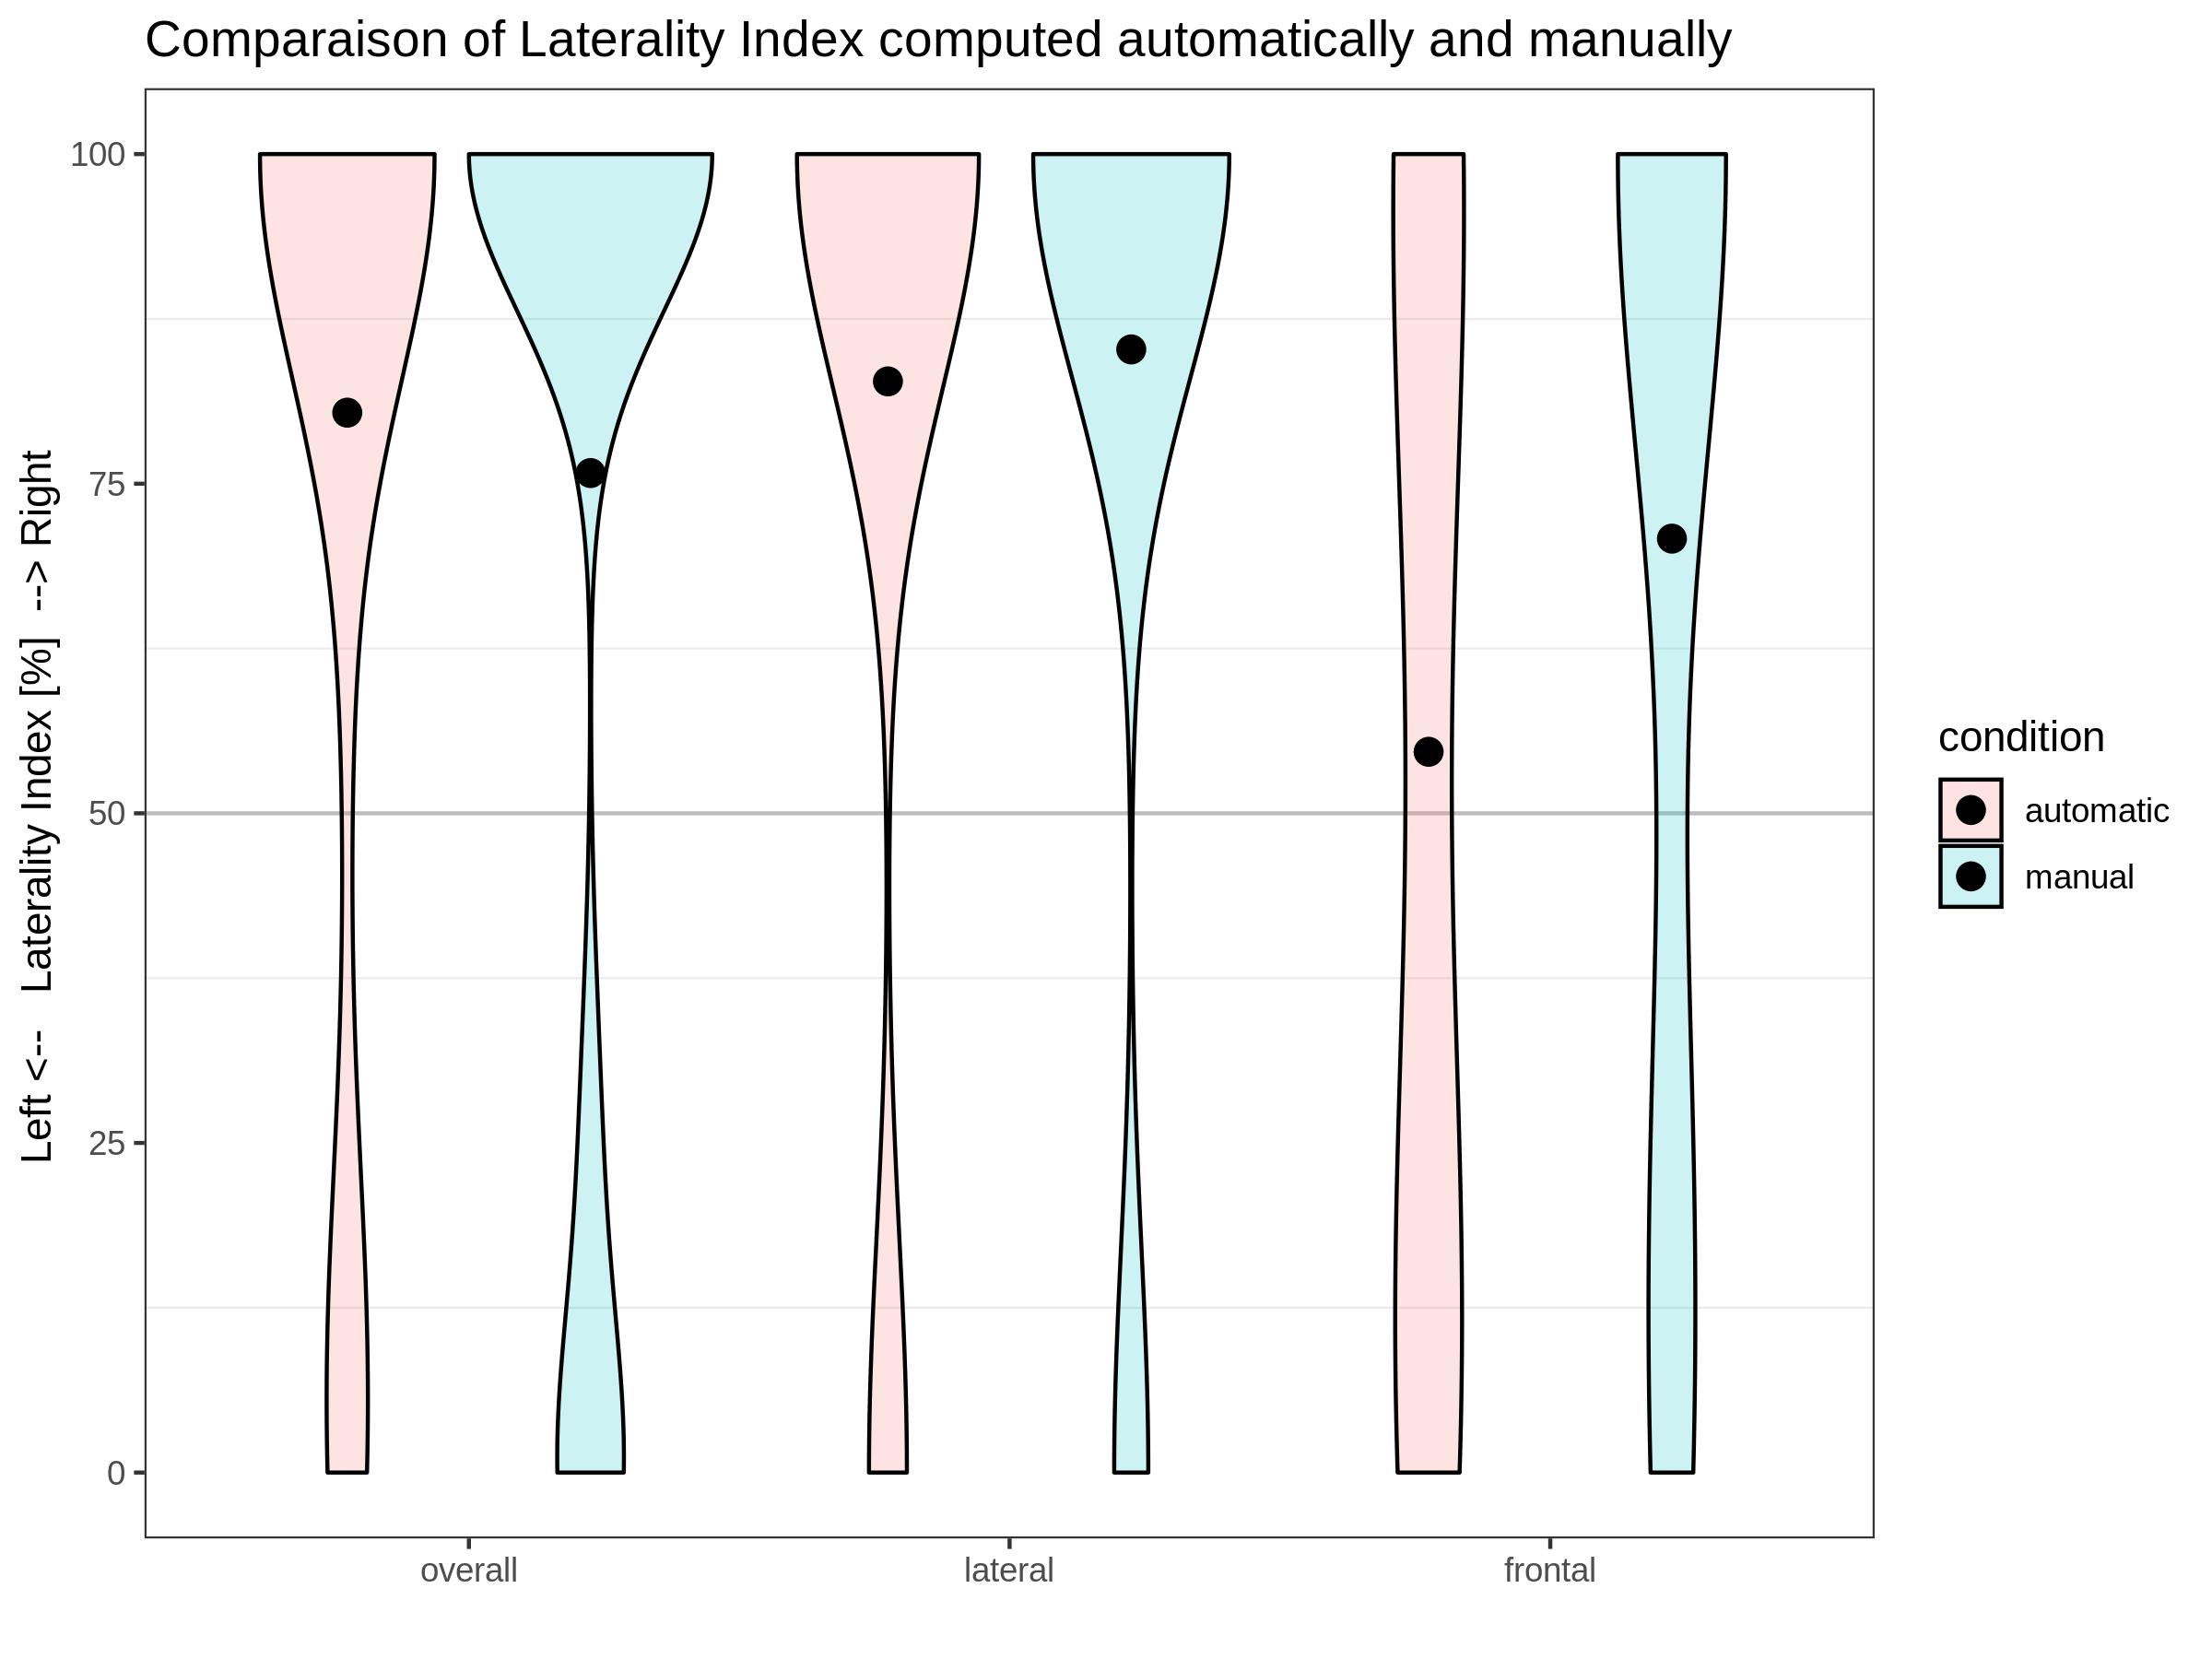 Comparaison of Laterality Index computed automatically and manually
Left <-- Laterality Index [%] --> Right
100
75
50
25
0
overall
lateral
frontal
condition
automatic
manual